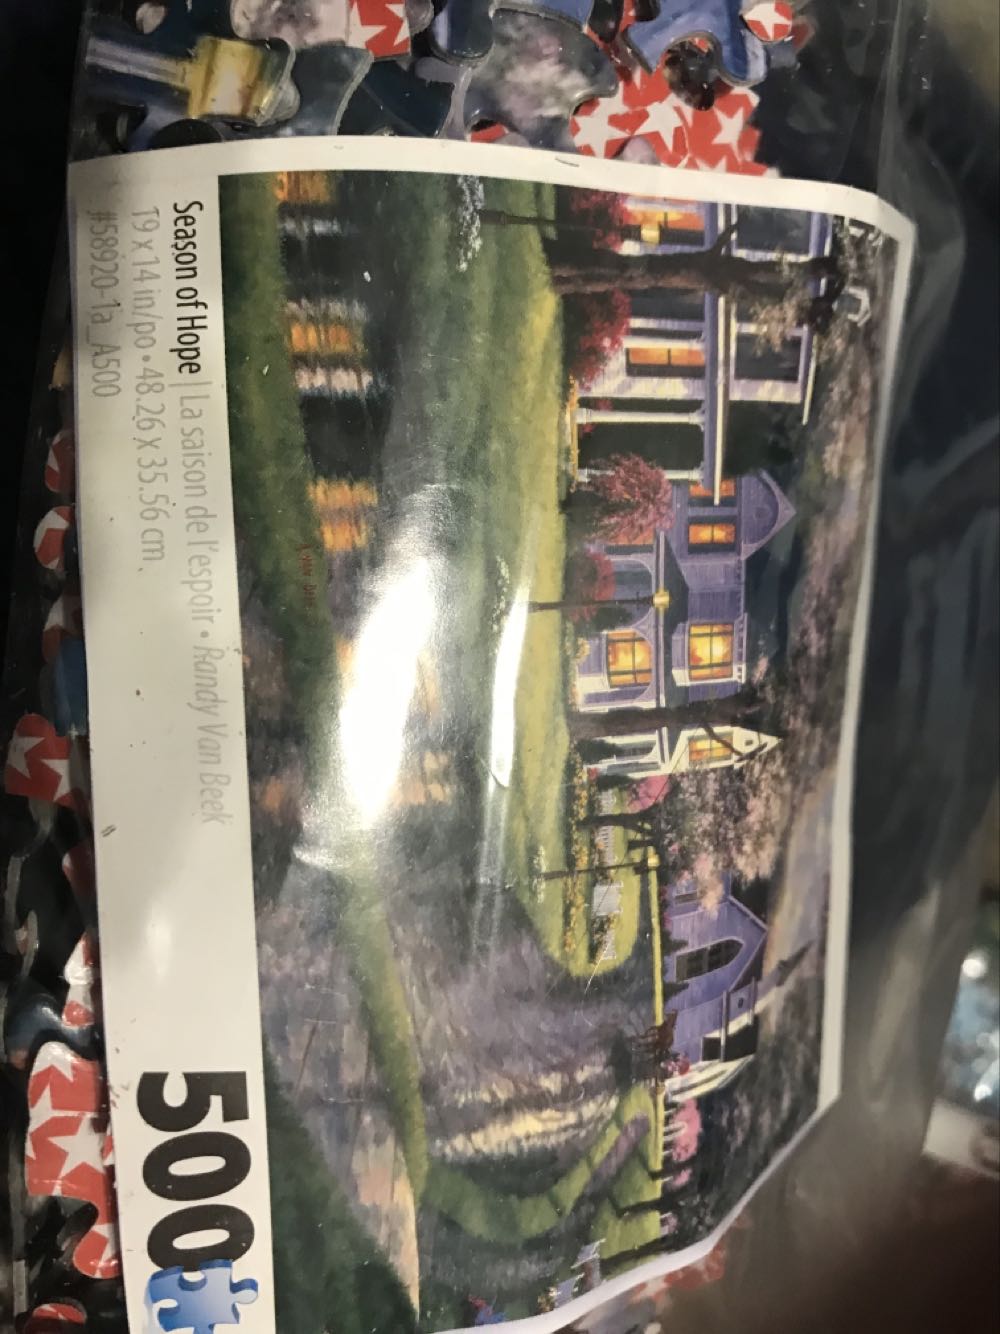 Season of Hope | La saison de l'espoir • Randy Van Beek
19 x 14 in/po • 48.26 x 35.56 cm
#58920-1a_A500
500